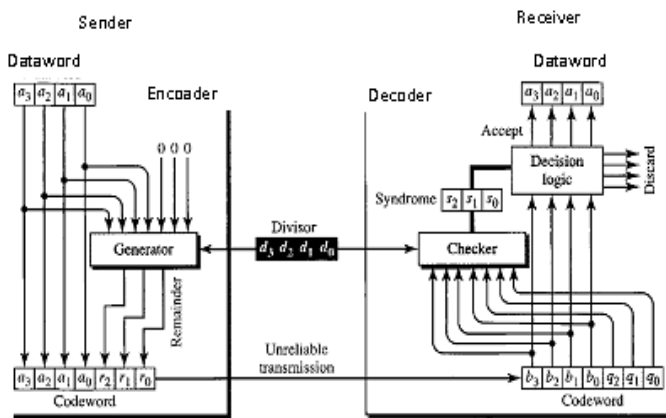 Sender
Receiver
Dataword
Dataword
Encoader
Decoder
a3 a2 a1 a0
a3 a2 a1 a0
0 0 0
Accept
Decision
logic
Discard
Syndrome
s2 s1 s0
Divisor
d3 d2 d1 d0
Generator
Checker
Remainder
Unreliable
transmission
a3 a2 a1 a0 r2 r1 r0
b3 b2 b1 b0 q2 q1 q0
Codeword
Codeword